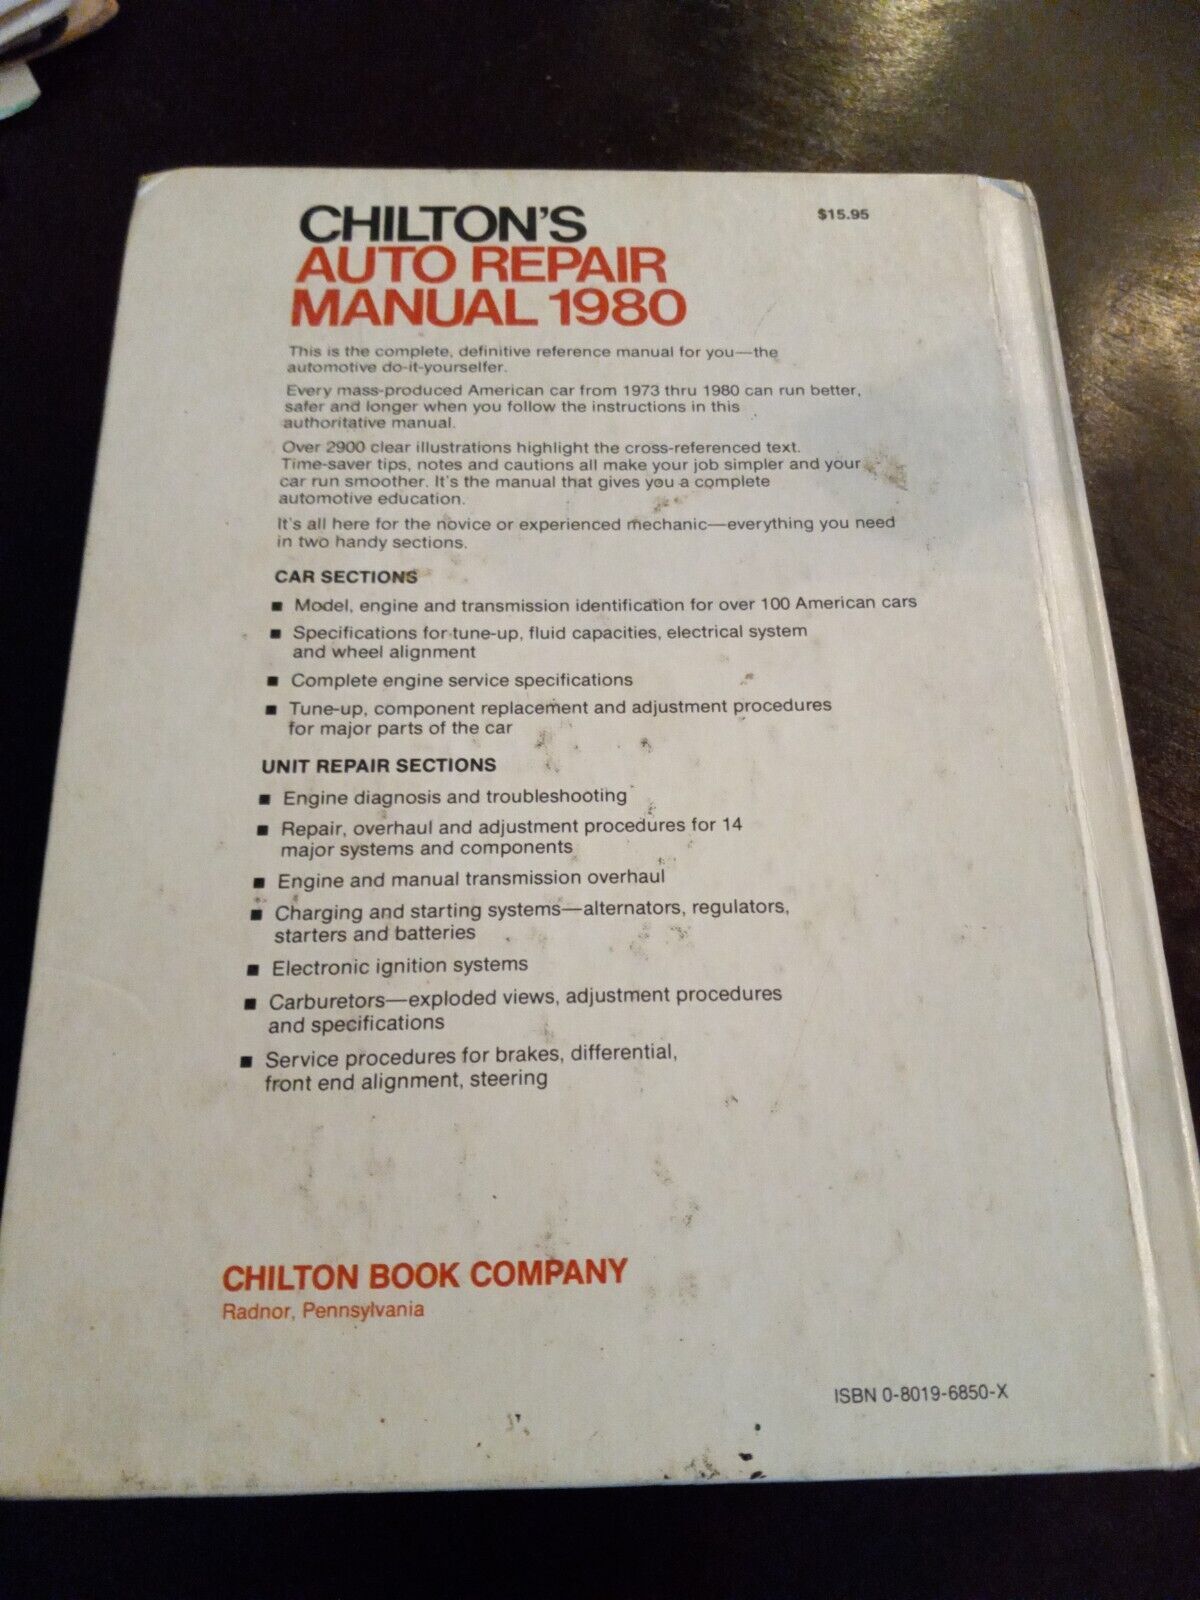 CHILTON'S
$15.95
AUTO REPAIR
MANUAL 1980
This is the complete, definitive reference manual for you—the
automotive do-it-yourselfer.
Every mass-produced American car from 1973 thru 1980 can run better,
safer and longer when you follow the instructions in this
authoritative manual.
Over 2900 clear illustrations highlight the cross-referenced text.
Time-saver tips, notes and cautions all make your job simpler and your
car run smoother. It's the manual that gives you a complete
automotive education.
It's all here for the novice or experienced mechanic—everything you need
in two handy sections.
CAR SECTIONS
■ Model, engine and transmission identification for over 100 American cars
■ Specifications for tune-up, fluid capacities, electrical system
and wheel alignment
■ Complete engine service specifications
■ Tune-up, component replacement and adjustment procedures
for major parts of the car
UNIT REPAIR SECTIONS
■ Engine diagnosis and troubleshooting
■ Repair, overhaul and adjustment procedures for 14
major systems and components
■ Engine and manual transmission overhaul
■ Charging and starting systems—alternators, regulators,
starters and batteries
■ Electronic ignition systems
■ Carburetors—exploded views, adjustment procedures
and specifications
■ Service procedures for brakes, differential,
front end alignment, steering
CHILTON BOOK COMPANY
Radnor, Pennsylvania
ISBN 0-8019-6850-X